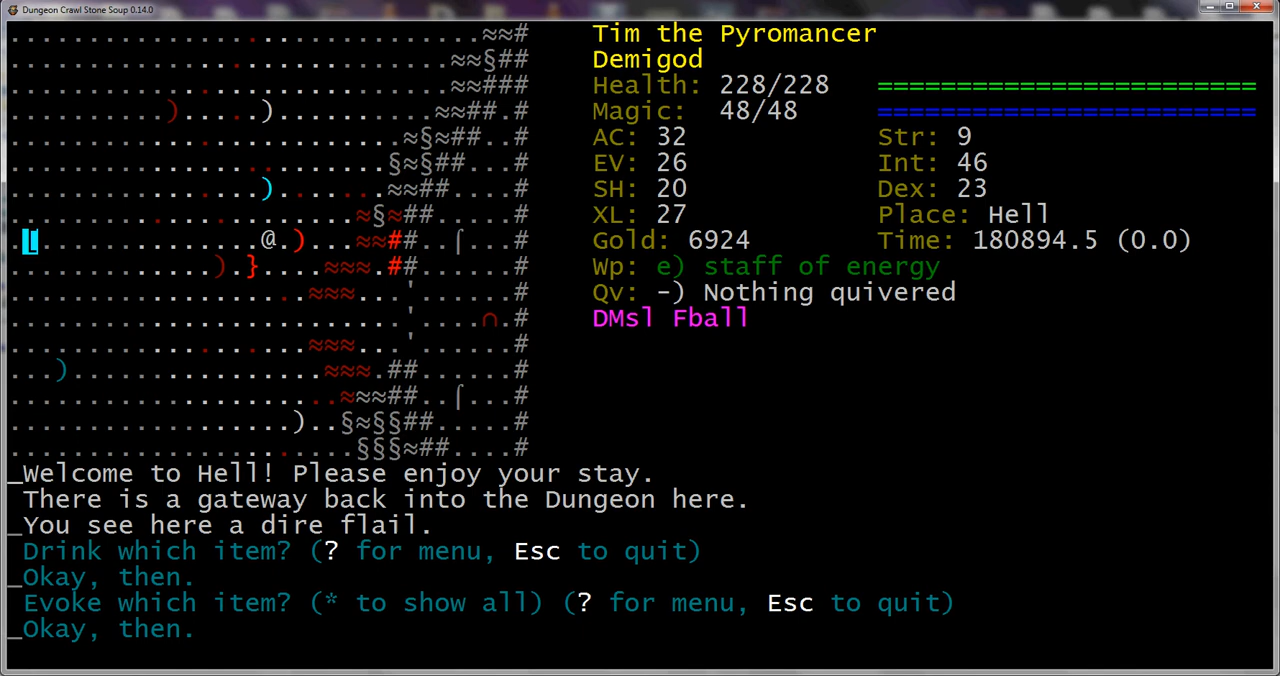 Dungeon Crawl Stone Soup 0.14.0
Tim the Pyromancer
Demigod
Health: 228/228 ========================
Magic: 48/48 ========================
AC: 32 Str: 9
EV: 26 Int: 46
SH: 20 Dex: 23
XL: 27 Place: Hell
Gold: 6924 Time: 180894.5 (0.0)
Wp: e) staff of energy
Qv: -) Nothing quivered
DMsl Fball
_Welcome to Hell! Please enjoy your stay.
There is a gateway back into the Dungeon here.
_You see here a dire flail.
Drink which item? (? for menu, Esc to quit)
_Okay, then.
Evoke which item? (* to show all) (? for menu, Esc to quit)
_Okay, then.